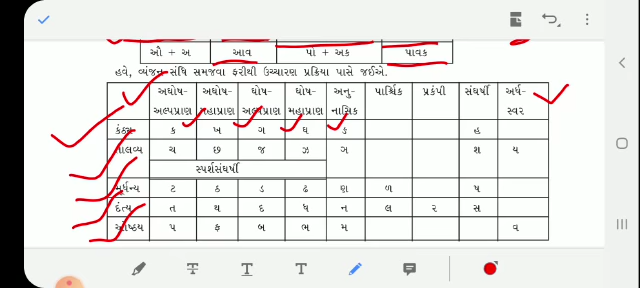 ઔ + અ આવ પૌ + અક પાવક
હવે, વ્યંજન સંધિ સમજવા ફરીથી ઉચ્ચારણ પ્રક્રિયા પાસે જઈએ.
અઘોષ- અઘોષ- ઘોષ- ઘોષ- અનુ- પાર્શ્વિક પ્રકંપી સંઘર્ષી અર્ધ-
અલ્પપ્રાણ મહાપ્રાણ અલ્પપ્રાણ મહાપ્રાણ નાસિક સ્વર
કંઠ્ય ક ખ ગ ઘ ઙ હ
તાલવ્ય ચ છ જ ઝ ગ શ ય
સ્પર્શસંઘર્ષી
મૂર્ધન્ય ટ ઠ ડ ઢ ણ ળ ષ
દંત્ય ત થ દ ધ ન લ ર સ
ઓષ્ઠય પ ફ બ ભ મ વ